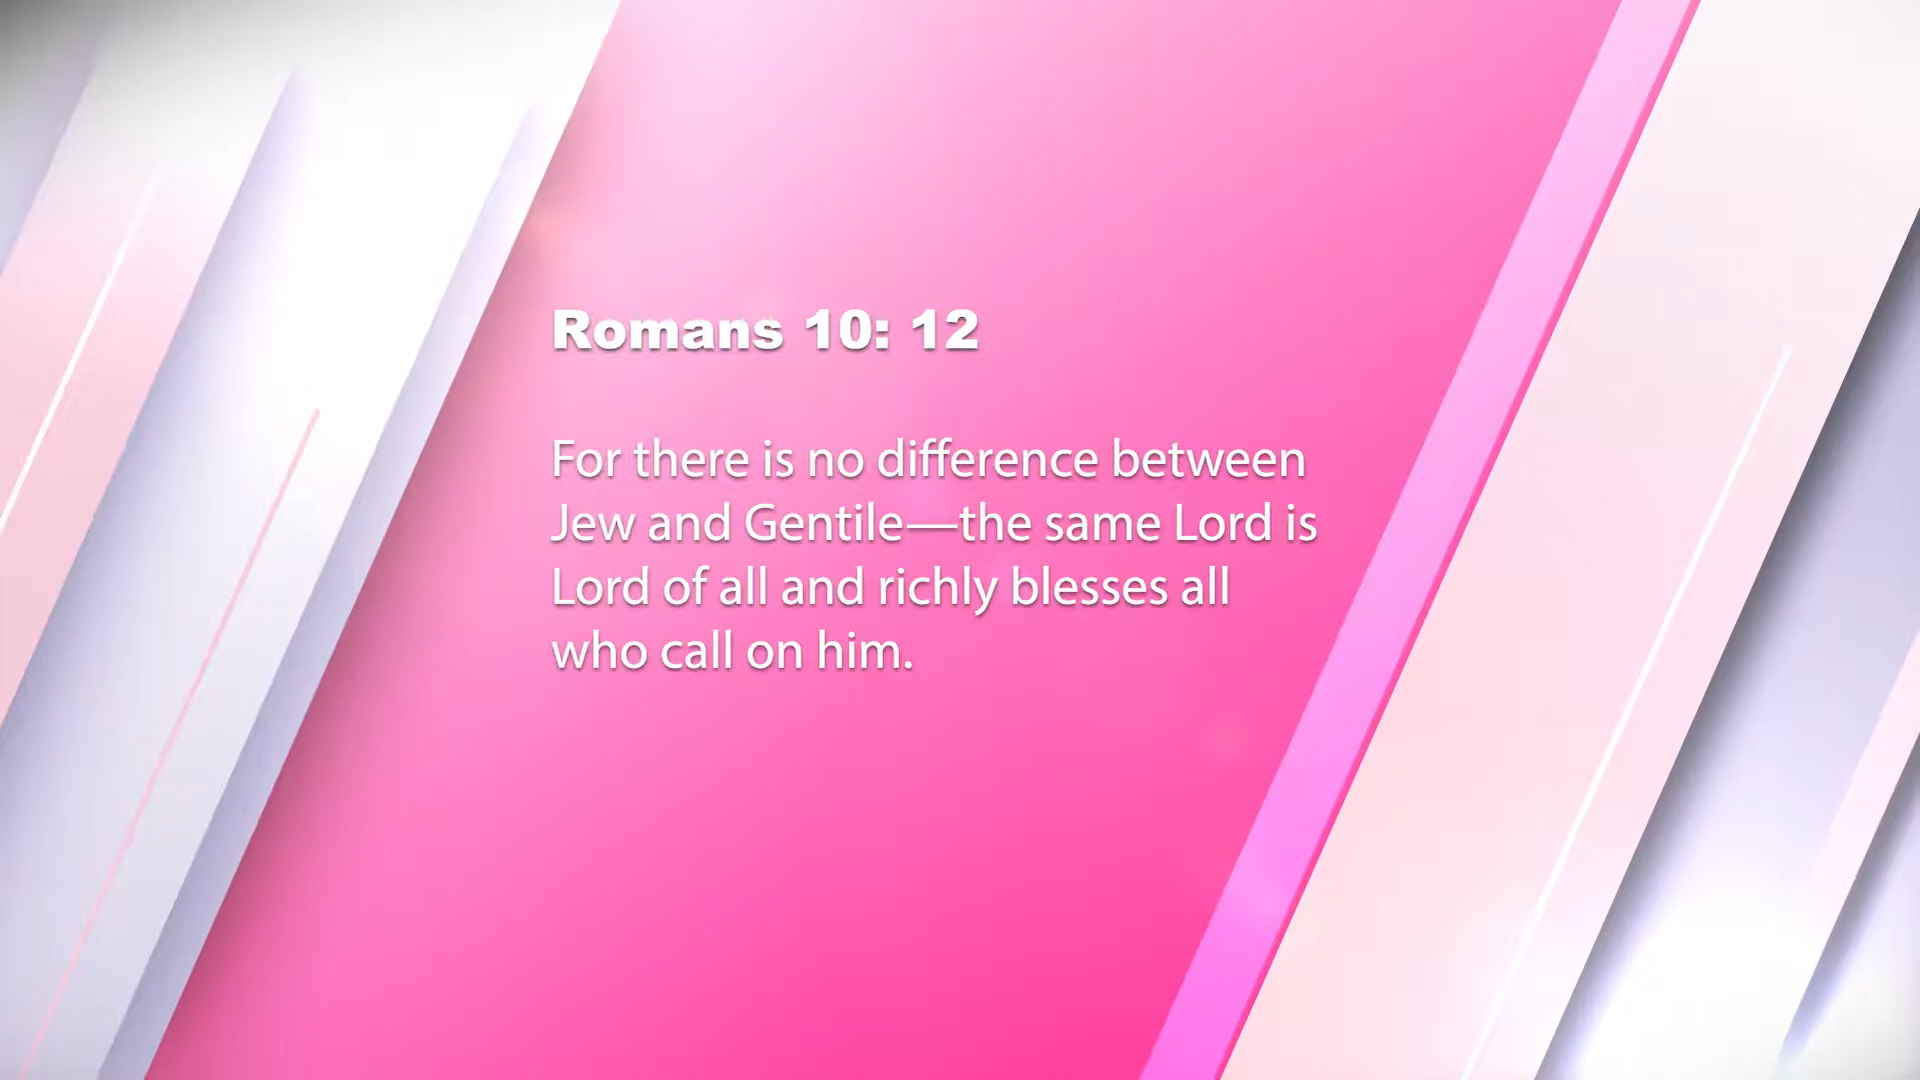 Romans 10: 12
For there is no difference between
Jew and Gentile—the same Lord is
Lord of all and richly blesses all
who call on him.